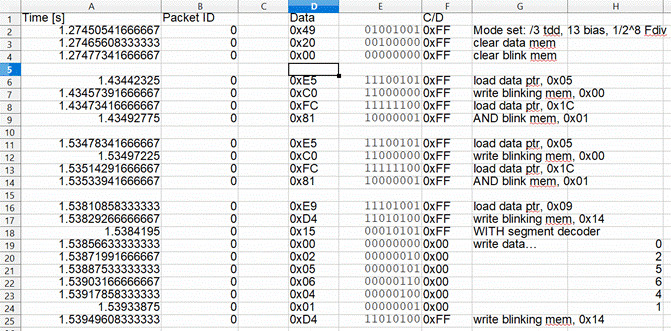 A B C D E F G H
1 Time [s] Packet ID Data C/D
2 1.27450541666667 0 0x49 01001001 0xFF Mode set: /3 tdd, 13 bias, 1/2^8 Fdiv
3 1.27465608333333 0 0x20 00100000 0xFF clear data mem
4 1.27477341666667 0 0x00 00000000 0xFF clear blink mem
5
6 1.43442325 0 0xE5 11100101 0xFF load data ptr, 0x05
7 1.43457391666667 0 0xC0 11000000 0xFF write blinking mem, 0x00
8 1.43473416666667 0 0xFC 11111100 0xFF load data ptr, 0x1C
9 1.43492775 0 0x81 10000001 0xFF AND blink mem, 0x01
10
11 1.53478341666667 0 0xE5 11100101 0xFF load data ptr, 0x05
12 1.53497225 0 0xC0 11000000 0xFF write blinking mem, 0x00
13 1.53514291666667 0 0xFC 11111100 0xFF load data ptr, 0x1C
14 1.53533941666667 0 0x81 10000001 0xFF AND blink mem, 0x01
15
16 1.53810858333333 0 0xE9 11101001 0xFF load data ptr, 0x09
17 1.53829266666667 0 0xD4 11010100 0xFF write blinking mem, 0x14
18 1.5384195 0 0x15 00010101 0xFF WITH segment decoder
19 1.53856633333333 0 0x00 00000000 0x00 write data… 0
20 1.53871991666667 0 0x02 00000010 0x00 2
21 1.53887533333333 0 0x05 00000101 0x00 5
22 1.53903166666667 0 0x06 00000110 0x00 6
23 1.53917858333333 0 0x04 00000100 0x00 4
24 1.53933875 0 0x01 00000001 0x00 1
25 1.53949608333333 0 0xD4 11010100 0xFF write blinking mem, 0x14